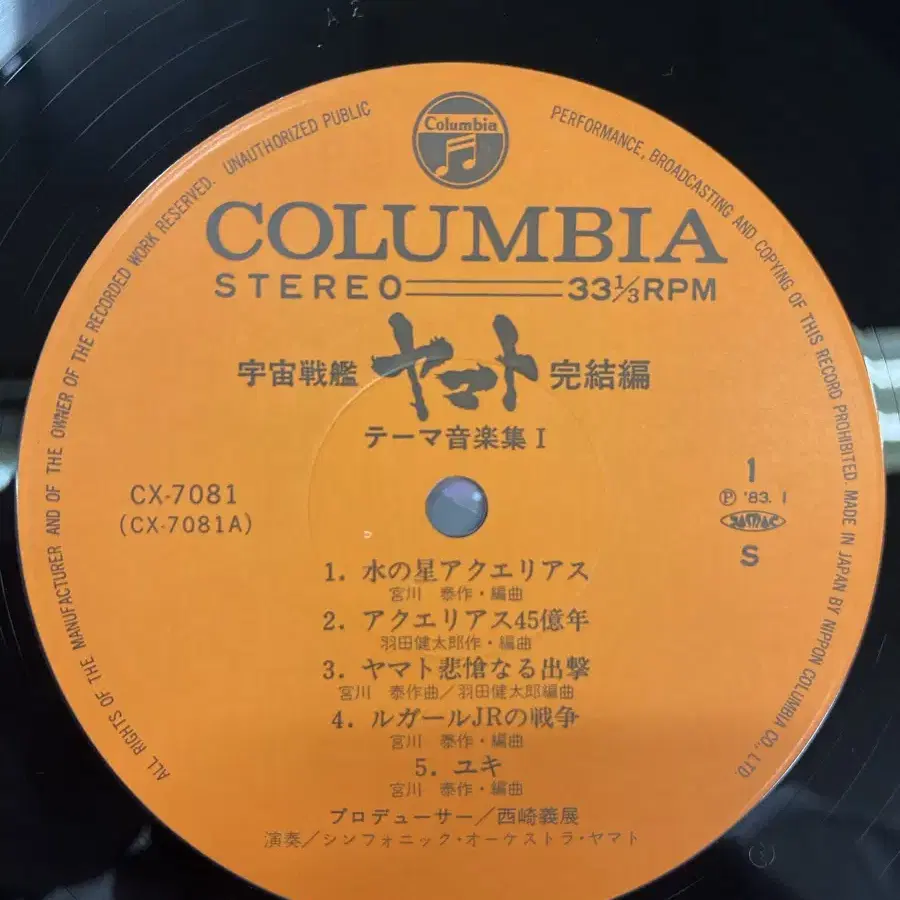 A Z
Columbia
ALL RIGHTS OF THE MANUFACTURER AND OF THE OWNER OF THE RECORDED WORK RESERVED. UNAUTHORIZED PUBLIC PERFORMANCE, BROADCASTING AND COPYING OF THIS RECORD PROHIBITED. MADE IN JAPAN BY NIPPON COLUMBIA CO., LTD.
COLUMBIA
STEREO 33⅓RPM
宇宙戦艦 ヤマト 完結編
テーマ音楽集 I
CX-7081
(CX-7081A)
1
Ⓟ '83. 1
JASRAC
S
1. 水の星アクエリアス
宮川 泰作・編曲
2. アクエリアス45億年
羽田健太郎作・編曲
3. ヤマト悲愴なる出撃
宮川 泰作曲/羽田健太郎編曲
4. ルガールJRの戦争
宮川 泰作・編曲
5. ユキ
宮川 泰作・編曲
プロデューサー/西崎義展
演奏/シンフォニック・オーケストラ・ヤマト